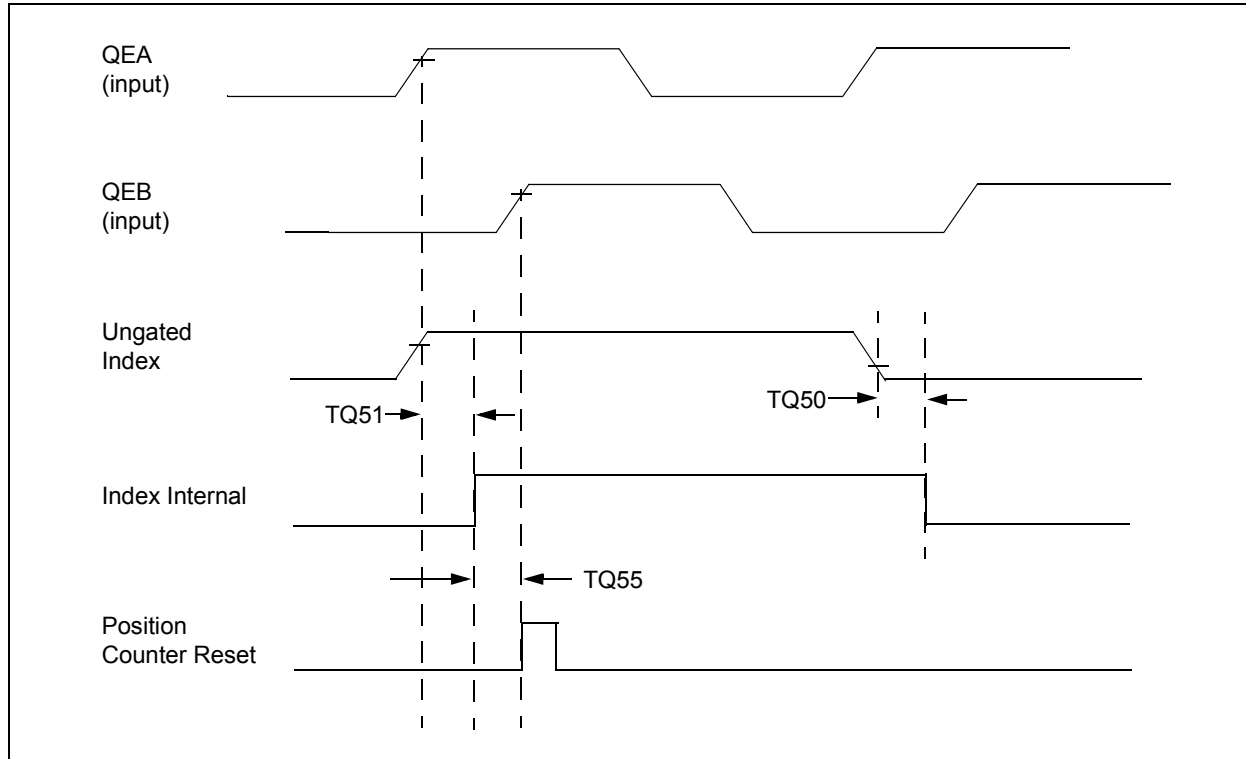 QEA
(input)
QEB
(input)
Ungated
Index
TQ51
TQ50
Index Internal
TQ55
Position
Counter Reset